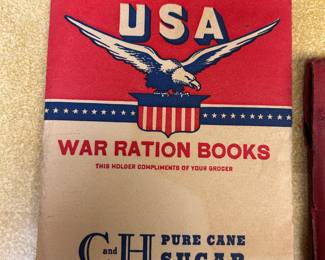 USA
WAR RATION BOOKS
THIS HOLDER COMPLIMENTS OF YOUR GROCER
C and H PURE CANE
SUGAR